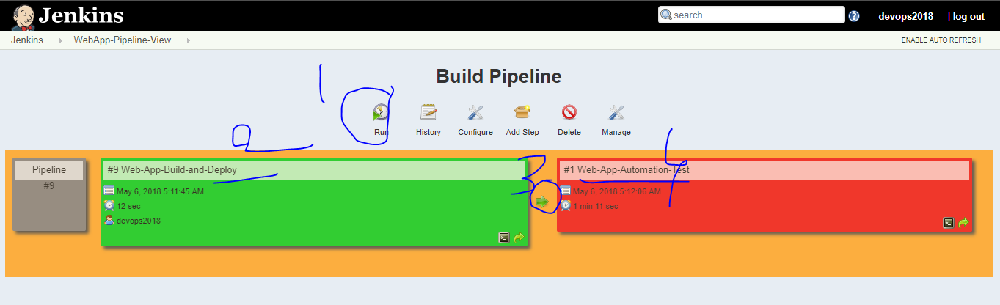 Jenkins
search
devops2018 | log out
Jenkins WebApp-Pipeline-View ENABLE AUTO REFRESH
Build Pipeline
1
Run History Configure Add Step Delete Manage
2
3
4
Pipeline
#9
#9 Web-App-Build-and-Deploy
May 6, 2018 5:11:45 AM
12 sec
devops2018
#1 Web-App-Automation-Test
May 6, 2018 5:12:06 AM
1 min 11 sec